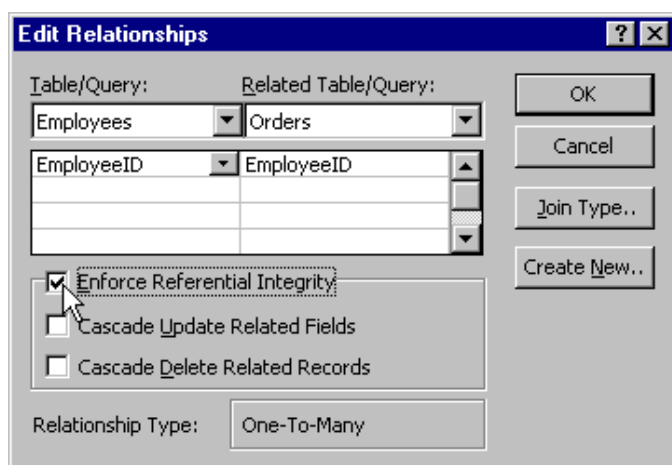 Edit Relationships
Table/Query: Related Table/Query:
Employees Orders
EmployeeID EmployeeID
Enforce Referential Integrity
Cascade Update Related Fields
Cascade Delete Related Records
Relationship Type: One-To-Many
OK
Cancel
Join Type..
Create New..